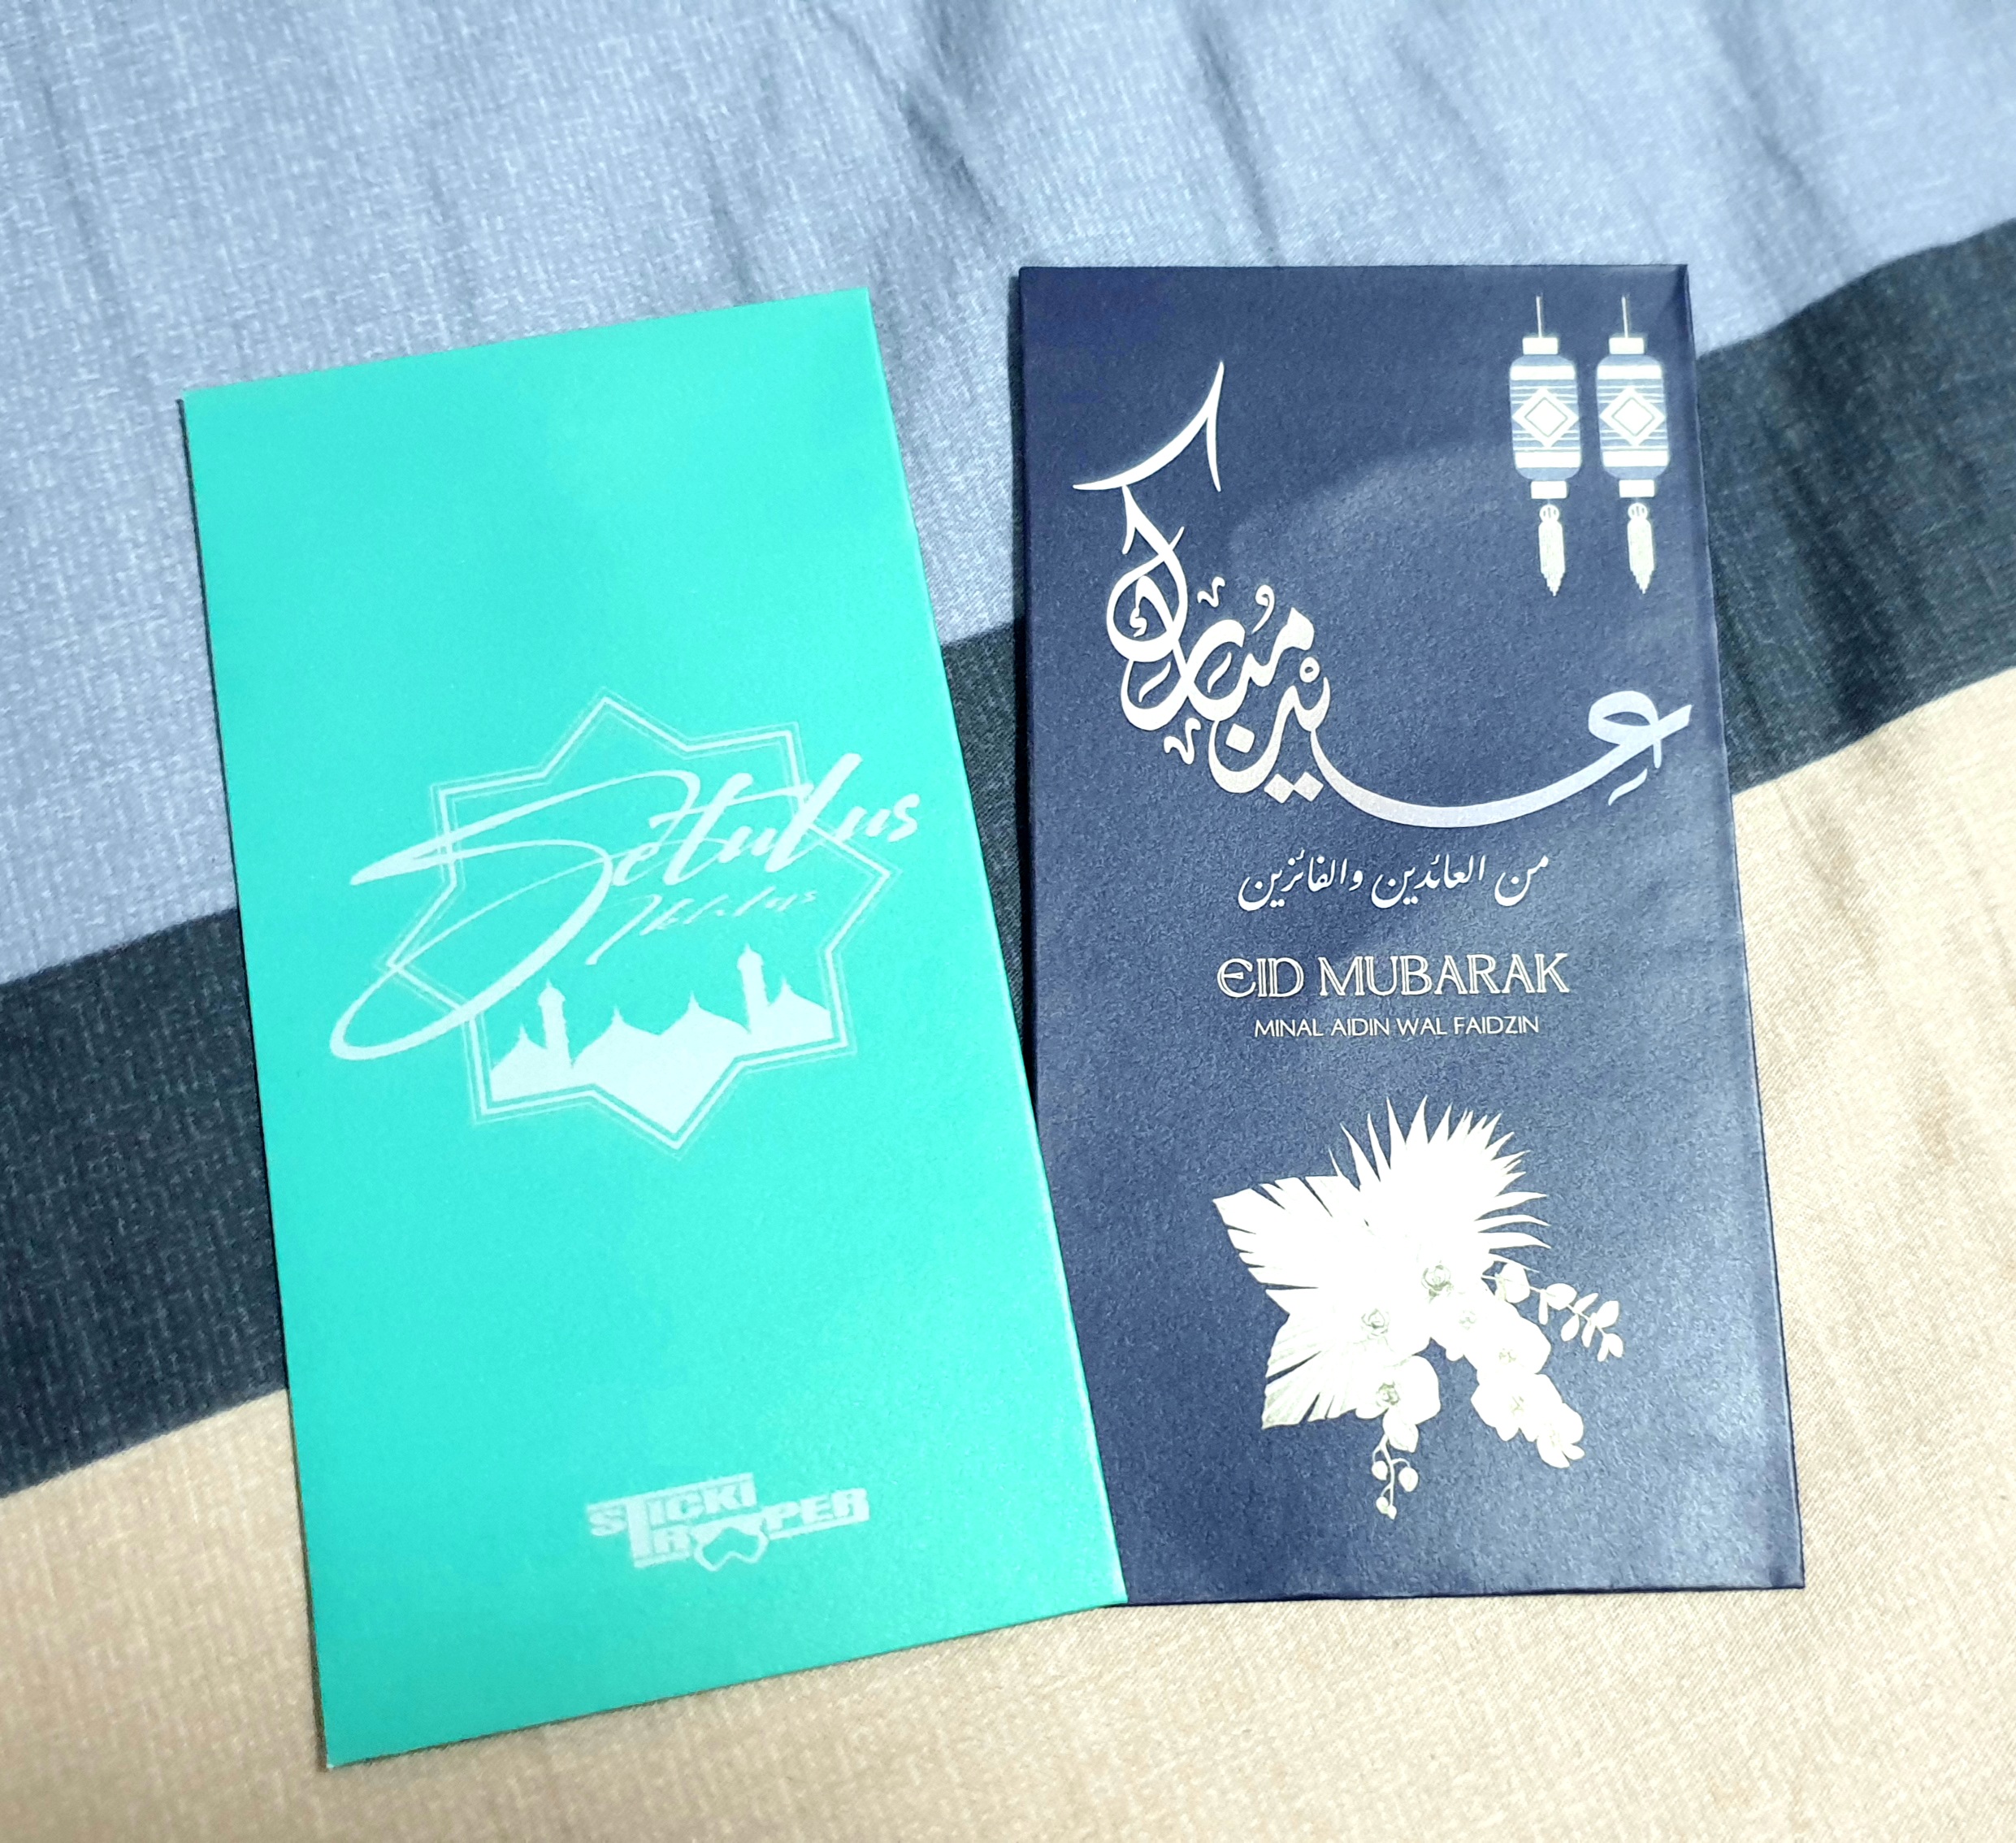 Setulus
Ikhlas
STICKI
TROOPER
عيد مبارك
من العائدين والفائزين
EID MUBARAK
MINAL AIDIN WAL FAIDZIN